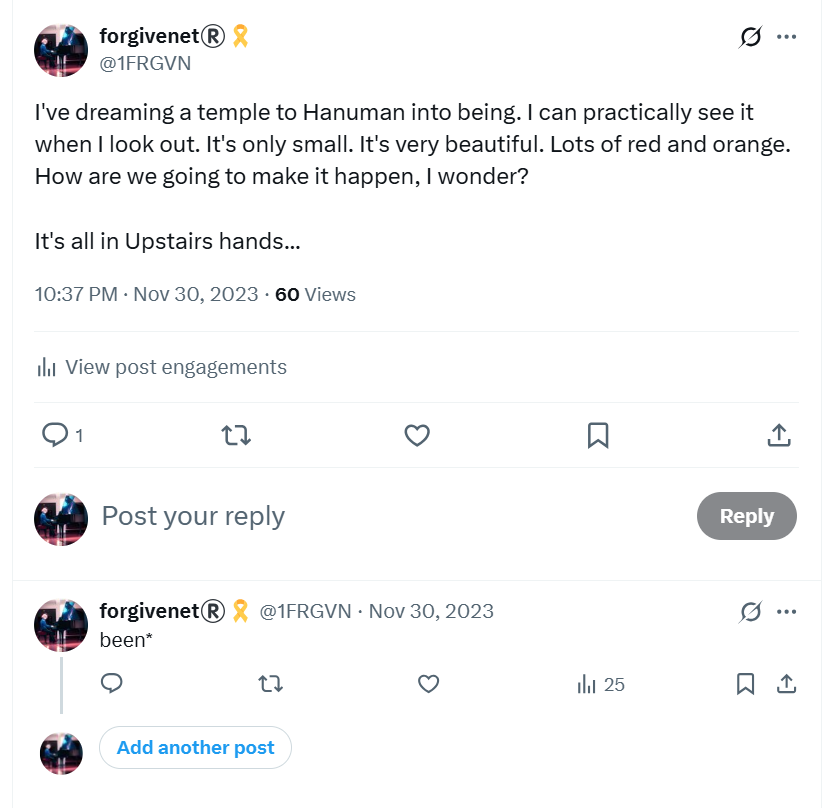 forgivenet®🎗
@1FRGVN
I've dreaming a temple to Hanuman into being. I can practically see it
when I look out. It's only small. It's very beautiful. Lots of red and orange.
How are we going to make it happen, I wonder?
It's all in Upstairs hands...
10:37 PM · Nov 30, 2023 · 60 Views
View post engagements
1
Post your reply
Reply
forgivenet®🎗 @1FRGVN · Nov 30, 2023
been*
25
Add another post